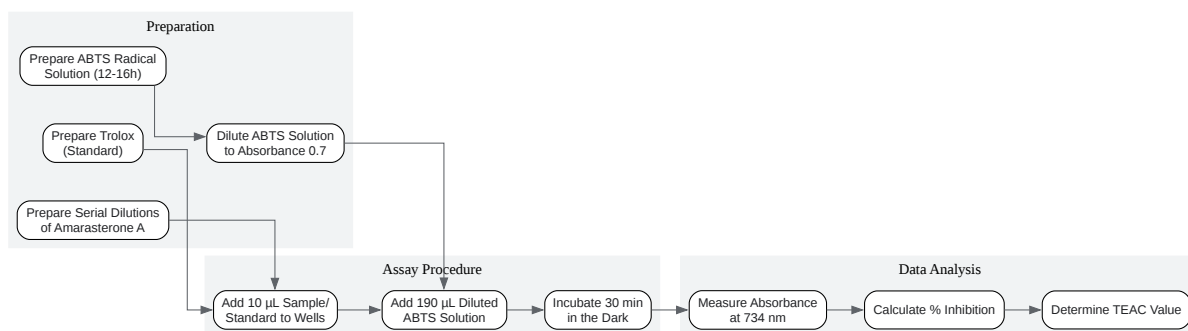 Preparation
Prepare ABTS Radical
Solution (12-16h)
Prepare Trolox
(Standard)
Dilute ABTS Solution
to Absorbance 0.7
Prepare Serial Dilutions
of Amarasterone A
Assay Procedure
Add 10 µL Sample/
Standard to Wells
Add 190 µL Diluted
ABTS Solution
Incubate 30 min
in the Dark
Data Analysis
Measure Absorbance
at 734 nm
Calculate % Inhibition
Determine TEAC Value